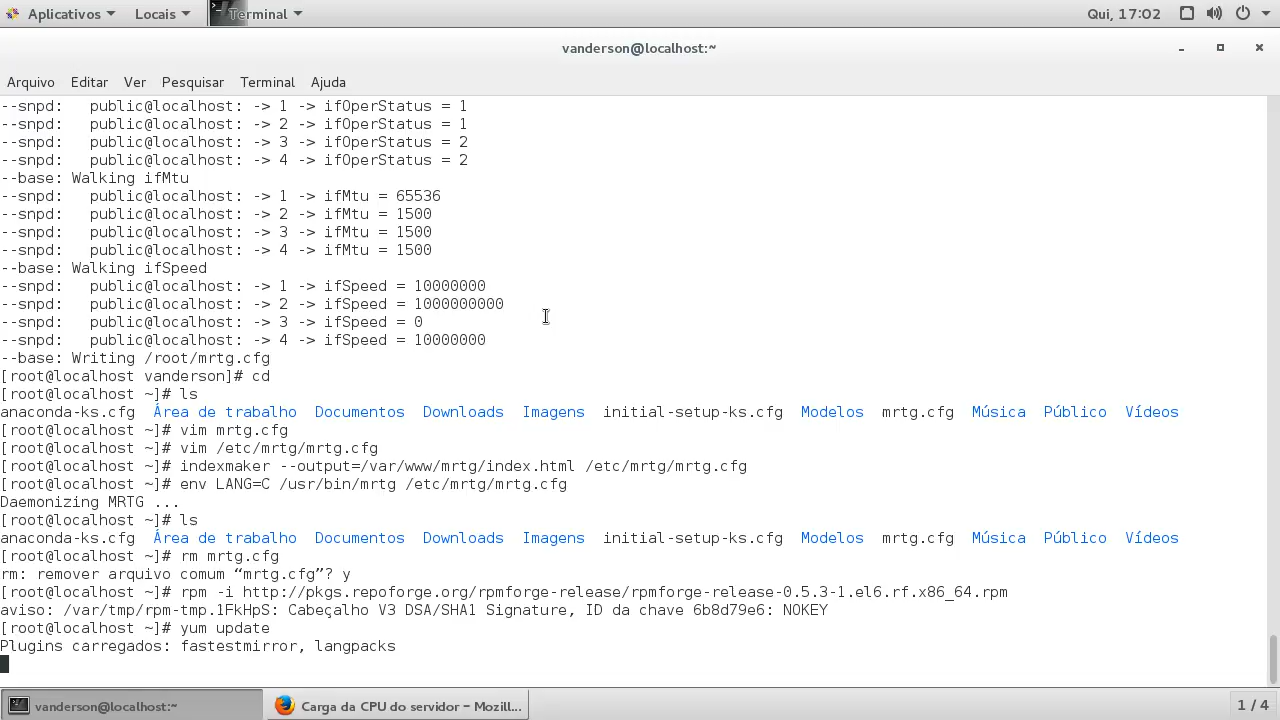 Aplicativos Locais Terminal Qui, 17:02
vanderson@localhost:~
Arquivo Editar Ver Pesquisar Terminal Ajuda
--snpd:   public@localhost: -> 1 -> ifOperStatus = 1
--snpd:   public@localhost: -> 2 -> ifOperStatus = 1
--snpd:   public@localhost: -> 3 -> ifOperStatus = 2
--snpd:   public@localhost: -> 4 -> ifOperStatus = 2
--base: Walking ifMtu
--snpd:   public@localhost: -> 1 -> ifMtu = 65536
--snpd:   public@localhost: -> 2 -> ifMtu = 1500
--snpd:   public@localhost: -> 3 -> ifMtu = 1500
--snpd:   public@localhost: -> 4 -> ifMtu = 1500
--base: Walking ifSpeed
--snpd:   public@localhost: -> 1 -> ifSpeed = 10000000
--snpd:   public@localhost: -> 2 -> ifSpeed = 1000000000
--snpd:   public@localhost: -> 3 -> ifSpeed = 0
--snpd:   public@localhost: -> 4 -> ifSpeed = 10000000
--base: Writing /root/mrtg.cfg
[root@localhost vanderson]# cd
[root@localhost ~]# ls
anaconda-ks.cfg  Área de trabalho  Documentos  Downloads  Imagens  initial-setup-ks.cfg  Modelos  mrtg.cfg  Música  Público  Vídeos
[root@localhost ~]# vim mrtg.cfg
[root@localhost ~]# vim /etc/mrtg/mrtg.cfg
[root@localhost ~]# indexmaker --output=/var/www/mrtg/index.html /etc/mrtg/mrtg.cfg
[root@localhost ~]# env LANG=C /usr/bin/mrtg /etc/mrtg/mrtg.cfg
Daemonizing MRTG ...
[root@localhost ~]# ls
anaconda-ks.cfg  Área de trabalho  Documentos  Downloads  Imagens  initial-setup-ks.cfg  Modelos  mrtg.cfg  Música  Público  Vídeos
[root@localhost ~]# rm mrtg.cfg
rm: remover arquivo comum “mrtg.cfg”? y
[root@localhost ~]# rpm -i http://pkgs.repoforge.org/rpmforge-release/rpmforge-release-0.5.3-1.el6.rf.x86_64.rpm
aviso: /var/tmp/rpm-tmp.1FkHpS: Cabeçalho V3 DSA/SHA1 Signature, ID da chave 6b8d79e6: NOKEY
[root@localhost ~]# yum update
Plugins carregados: fastestmirror, langpacks
vanderson@localhost:~ Carga da CPU do servidor – Mozill... 1 / 4